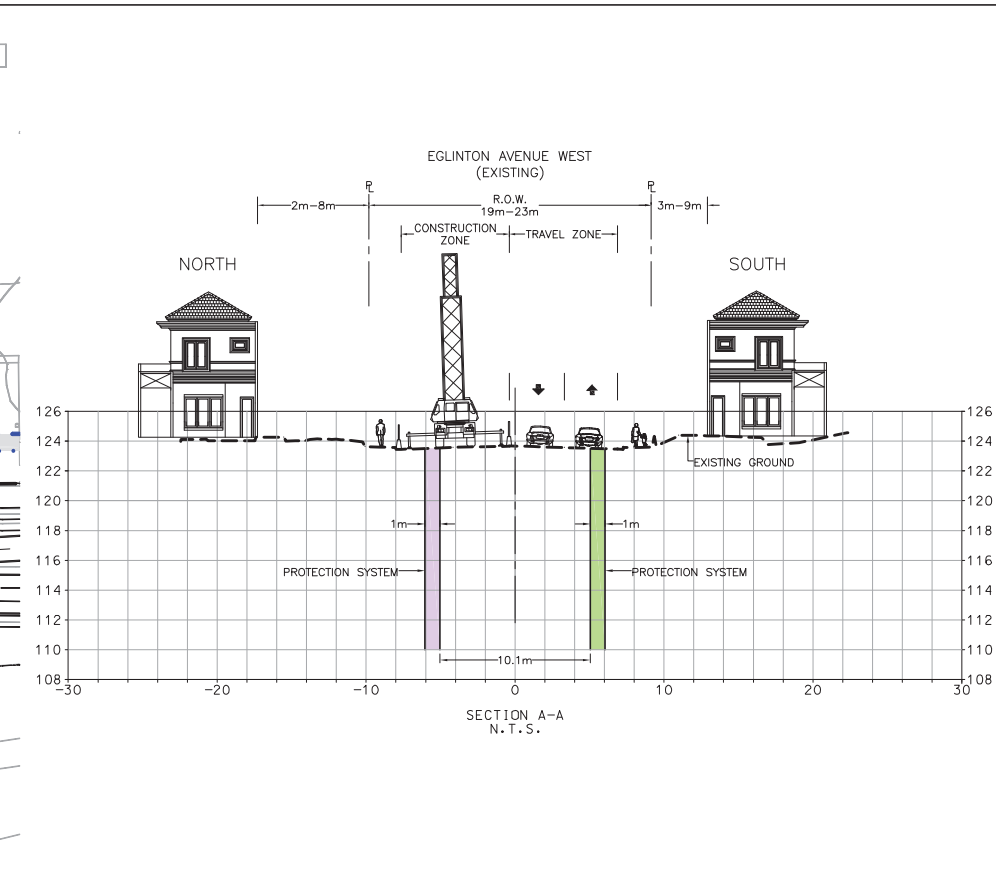 EGLINTON AVENUE WEST
(EXISTING)
PL
PL
2m-8m
R.O.W.
19m-23m
3m-9m
CONSTRUCTION
ZONE
TRAVEL ZONE
NORTH
SOUTH
126
126
124
124
EXISTING GROUND
122
122
120
120
118
1m
1m
118
116
116
PROTECTION SYSTEM
PROTECTION SYSTEM
114
114
112
112
110
110
10.1m
108
108
-30
-20
-10
0
10
20
30
SECTION A-A
N.T.S.